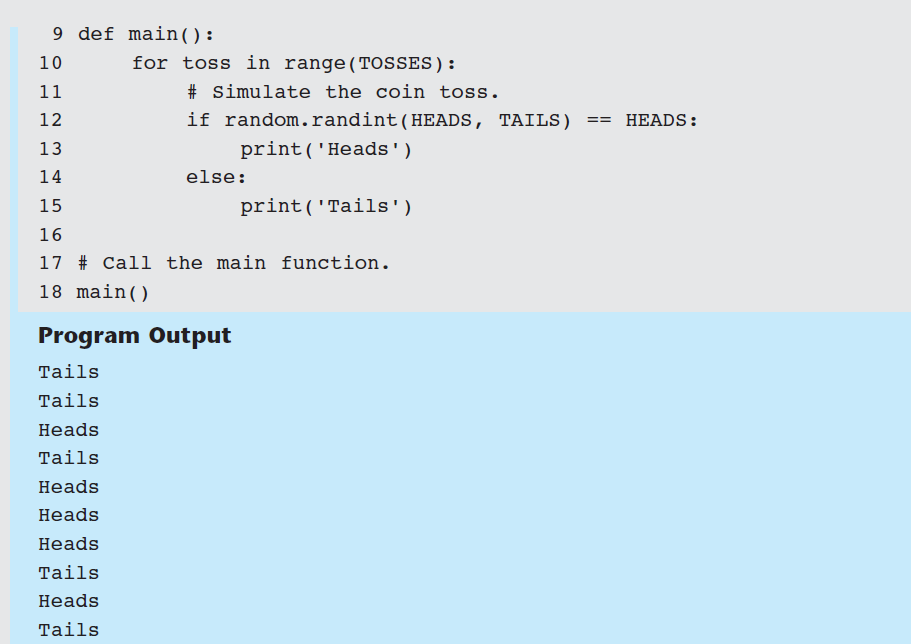 9 def main():
10     for toss in range(TOSSES):
11         # Simulate the coin toss.
12         if random.randint(HEADS, TAILS) == HEADS:
13             print('Heads')
14         else:
15             print('Tails')
16
17 # Call the main function.
18 main()
Program Output
Tails
Tails
Heads
Tails
Heads
Heads
Heads
Tails
Heads
Tails